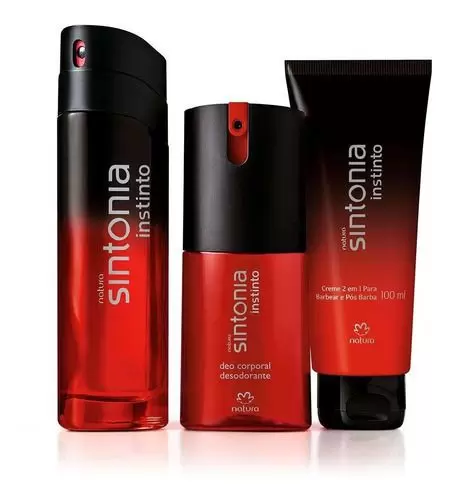 natura
sintonia
instinto
natura
sintonia
instinto
deo corporal
desodorante
natura
natura
sintonia
instinto
Creme 2 em 1 Para
Barbear e Pós Barba 100 ml
natura